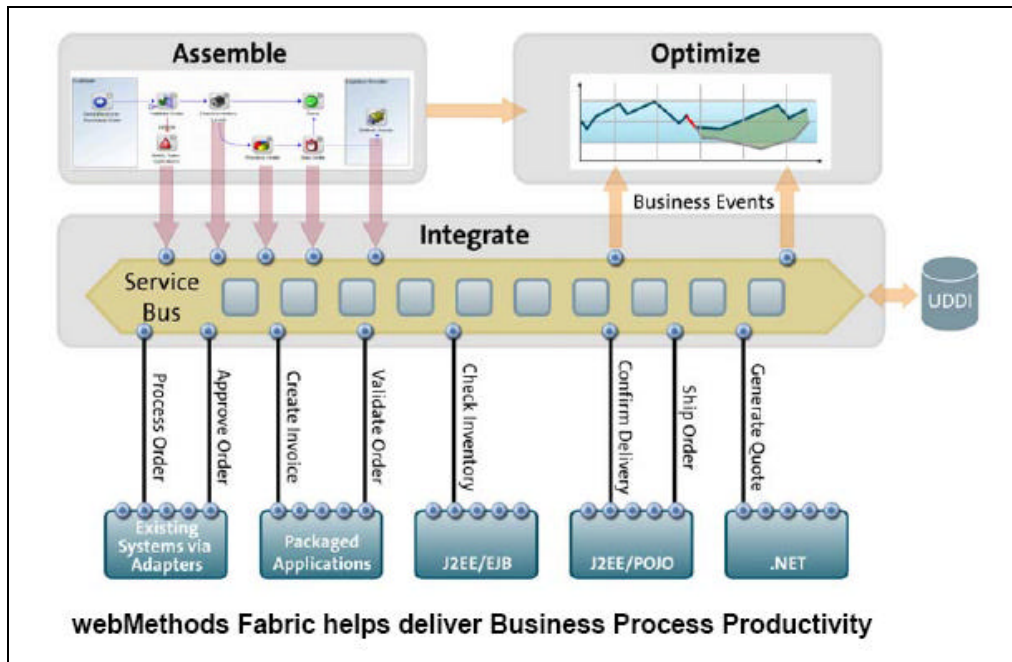 Assemble
Optimize
Business Events
Integrate
Service
Bus
UDDI
Process Order
Approve Order
Create Invoice
Validate Order
Check Inventory
Confirm Delivery
Ship Order
Generate Quote
Existing
Systems via
Adapters
Packaged
Applications
J2EE/EJB
J2EE/POJO
.NET
webMethods Fabric helps deliver Business Process Productivity